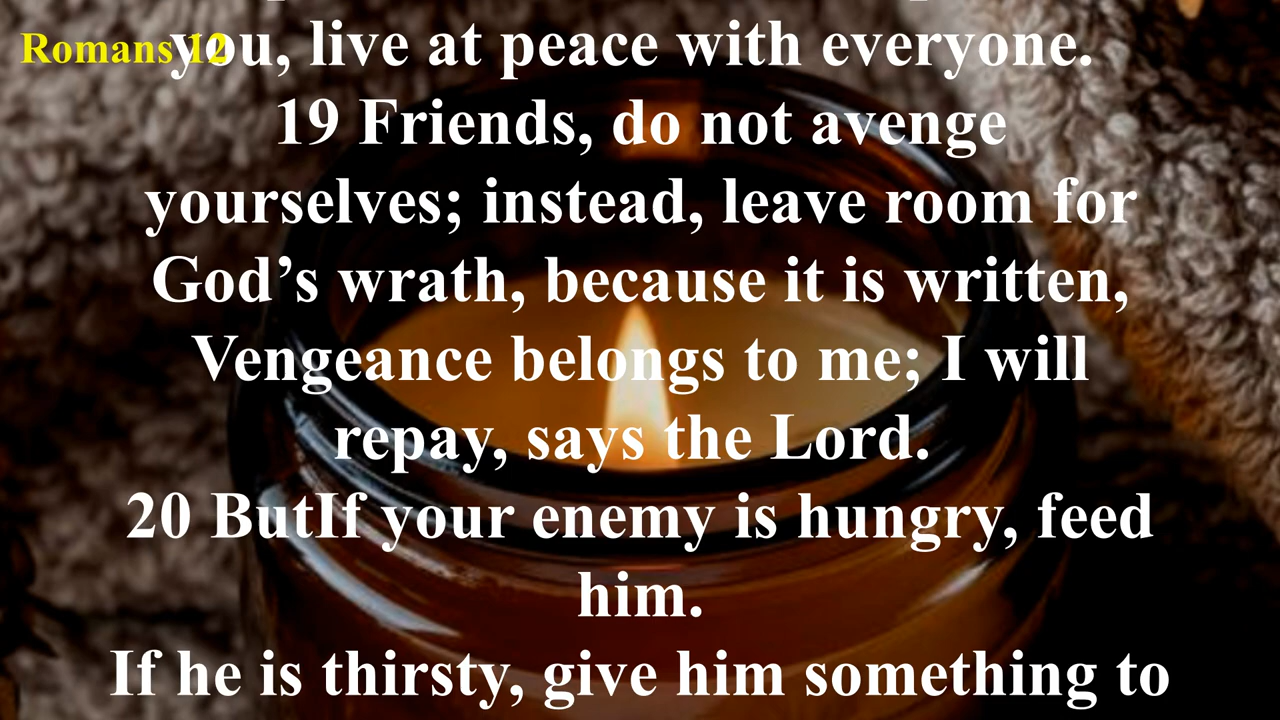 Romans 12
you, live at peace with everyone.
19 Friends, do not avenge
yourselves; instead, leave room for
God’s wrath, because it is written,
Vengeance belongs to me; I will
repay, says the Lord.
20 ButIf your enemy is hungry, feed
him.
If he is thirsty, give him something to